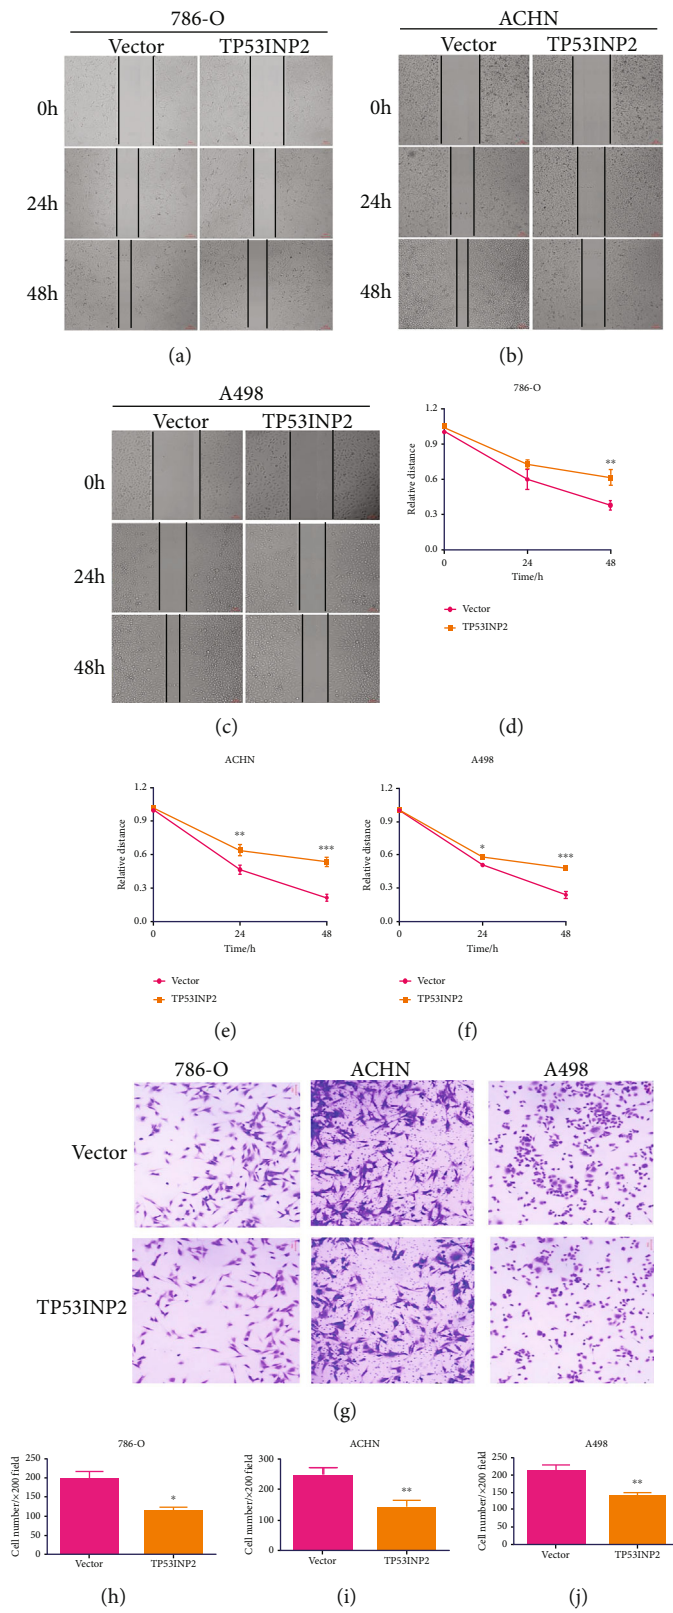 786-O
Vector TP53INP2
0h
24h
48h
(a)
ACHN
Vector TP53INP2
0h
24h
48h
(b)
A498
Vector TP53INP2
0h
24h
48h
(c)
786-O
Relative distance
1.2
0.9
0.6
0.3
0.0
**
0 24 48
Time/h
Vector
TP53INP2
(d)
ACHN
Relative distance
1.2
0.9
0.6
0.3
0.0
**
***
0 24 48
Time/h
Vector
TP53INP2
(e)
A498
Relative distance
1.2
0.9
0.6
0.3
0.0
*
***
0 24 48
Time/h
Vector
TP53INP2
(f)
786-O ACHN A498
Vector
TP53INP2
(g)
786-O
Cell number/×200 field
250
200
150
100
50
0
*
Vector TP53INP2
(h)
ACHN
Cell number/×200 field
300
200
100
0
**
Vector TP53INP2
(i)
A498
Cell number/×200 field
250
200
150
100
50
0
**
Vector TP53INP2
(j)